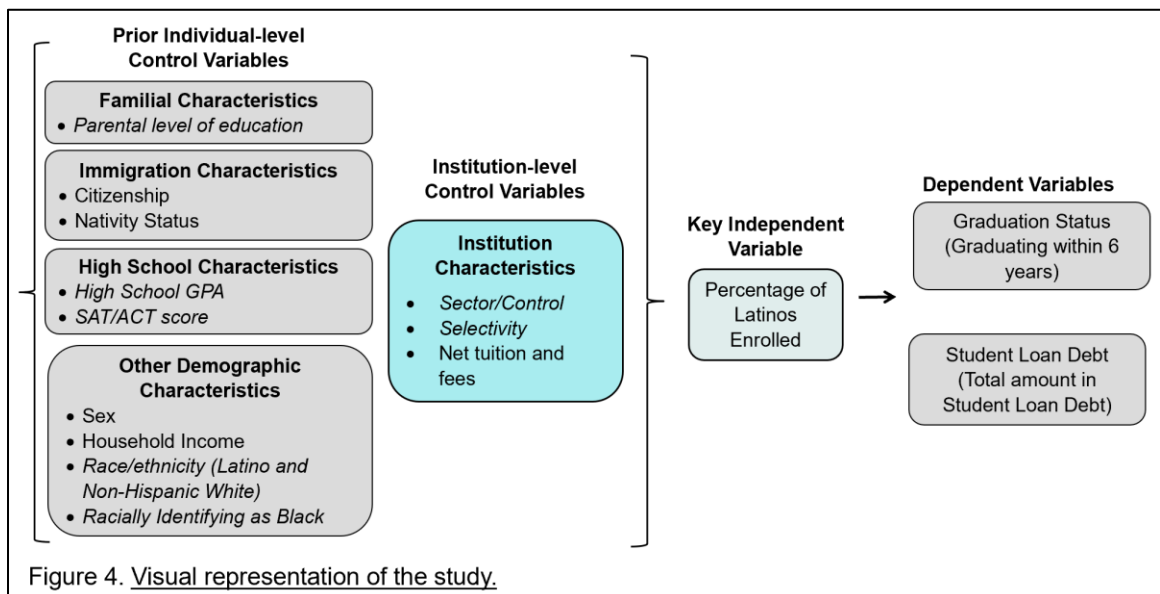 Prior Individual-level
Control Variables
Familial Characteristics
• Parental level of education
Immigration Characteristics
• Citizenship
• Nativity Status
High School Characteristics
• High School GPA
• SAT/ACT score
Other Demographic
Characteristics
• Sex
• Household Income
• Race/ethnicity (Latino and
Non-Hispanic White)
• Racially Identifying as Black
Institution-level
Control Variables
Institution
Characteristics
• Sector/Control
• Selectivity
• Net tuition and
fees
Key Independent
Variable
Percentage of
Latinos
Enrolled
Dependent Variables
Graduation Status
(Graduating within 6
years)
Student Loan Debt
(Total amount in
Student Loan Debt)
Figure 4. Visual representation of the study.